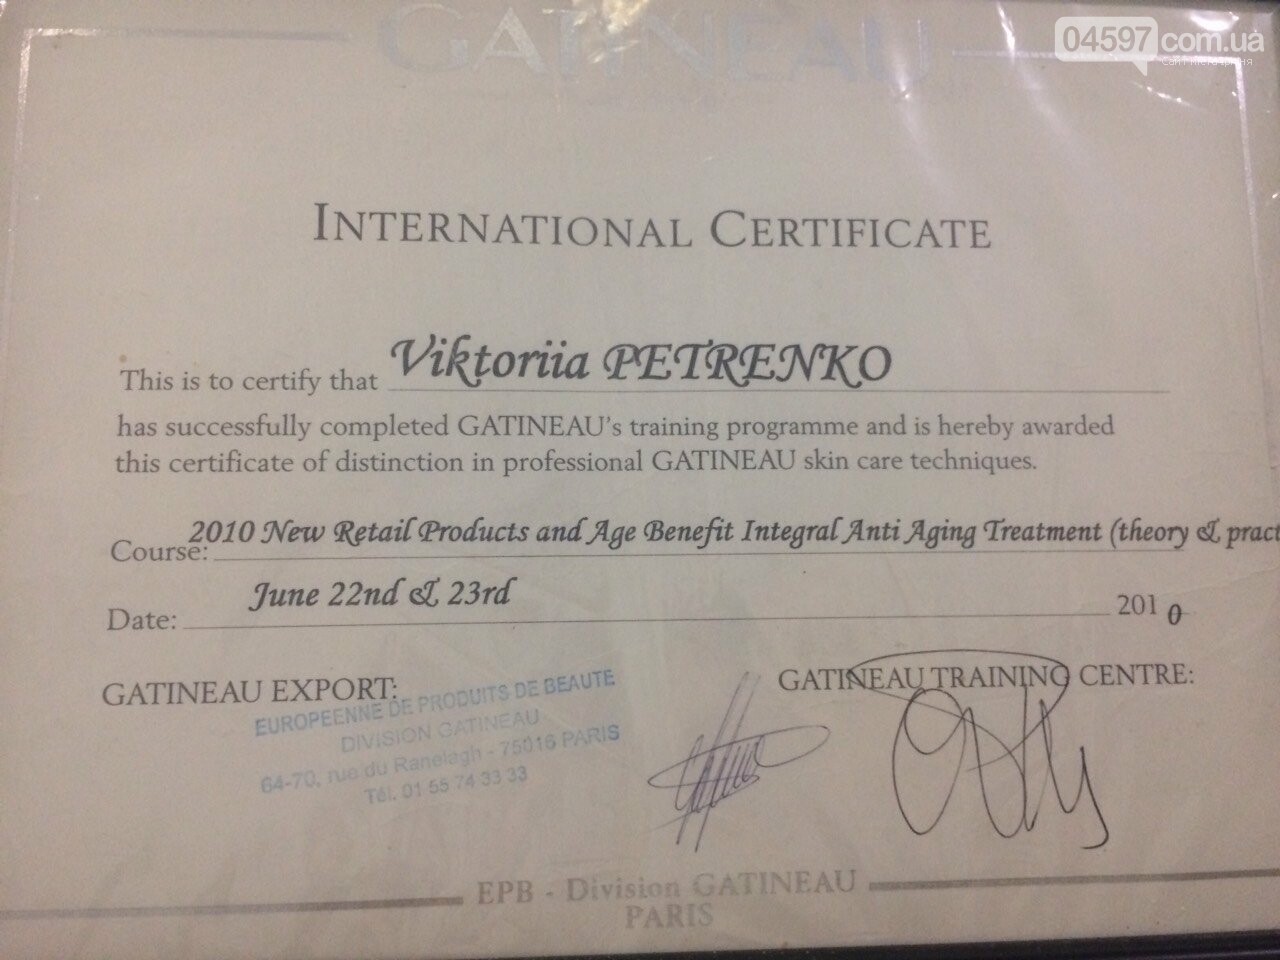 GATINEAU
04597.com.ua
INTERNATIONAL CERTIFICATE
This is to certify that Viktoriia PETRENKO
has successfully completed GATINEAU's training programme and is hereby awarded
this certificate of distinction in professional GATINEAU skin care techniques.
Course: 2010 New Retail Products and Age Benefit Integral Anti Aging Treatment (theory & pract
Date: June 22nd & 23rd 2010
GATINEAU EXPORT:
GATINEAU TRAINING CENTRE:
EUROPEENNE DE PRODUITS DE BEAUTE
DIVISION GATINEAU
64-70, rue du Ranelagh - 75016 PARIS
Tél. 01 55 74 33 33
EPB - Division GATINEAU
PARIS